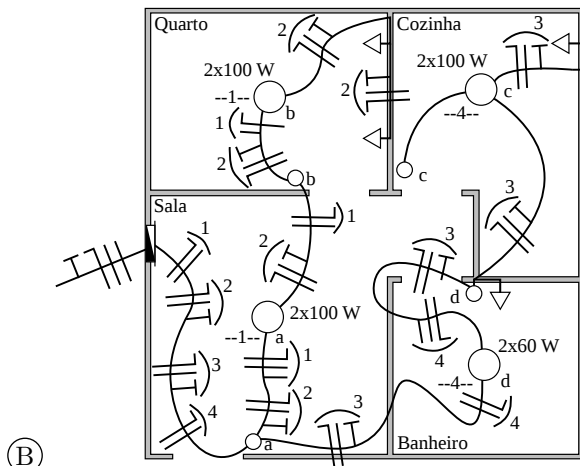 Quarto
Cozinha
2
3
2x100 W
2x100 W
--1--
b
2
c
1
--4--
2
b
c
Sala
3
1
1
3
2
2
d
2x100 W
--1--
a
2x60 W
1
4
3
--4--
d
2
4
3
4
a
Banheiro
B